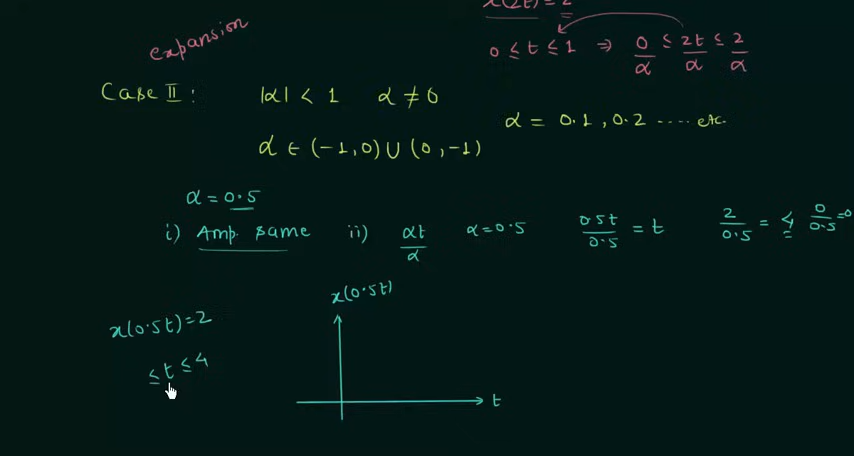 x(2t)=2
expansion
0 ≤ t ≤ 1 ⇒ 0/α ≤ 2t/α ≤ 2/α
Case II : |α| < 1 α ≠ 0
α = 0.1, 0.2 ..... etc.
α ∈ (-1,0) ∪ (0,-1)
α = 0.5
i) Amp same ii) αt/α α=0.5 0.5t/0.5 = t 2/0.5 = 4 0/0.5=0
x(0.5t)
x(0.5t)=2
≤ t ≤ 4
t